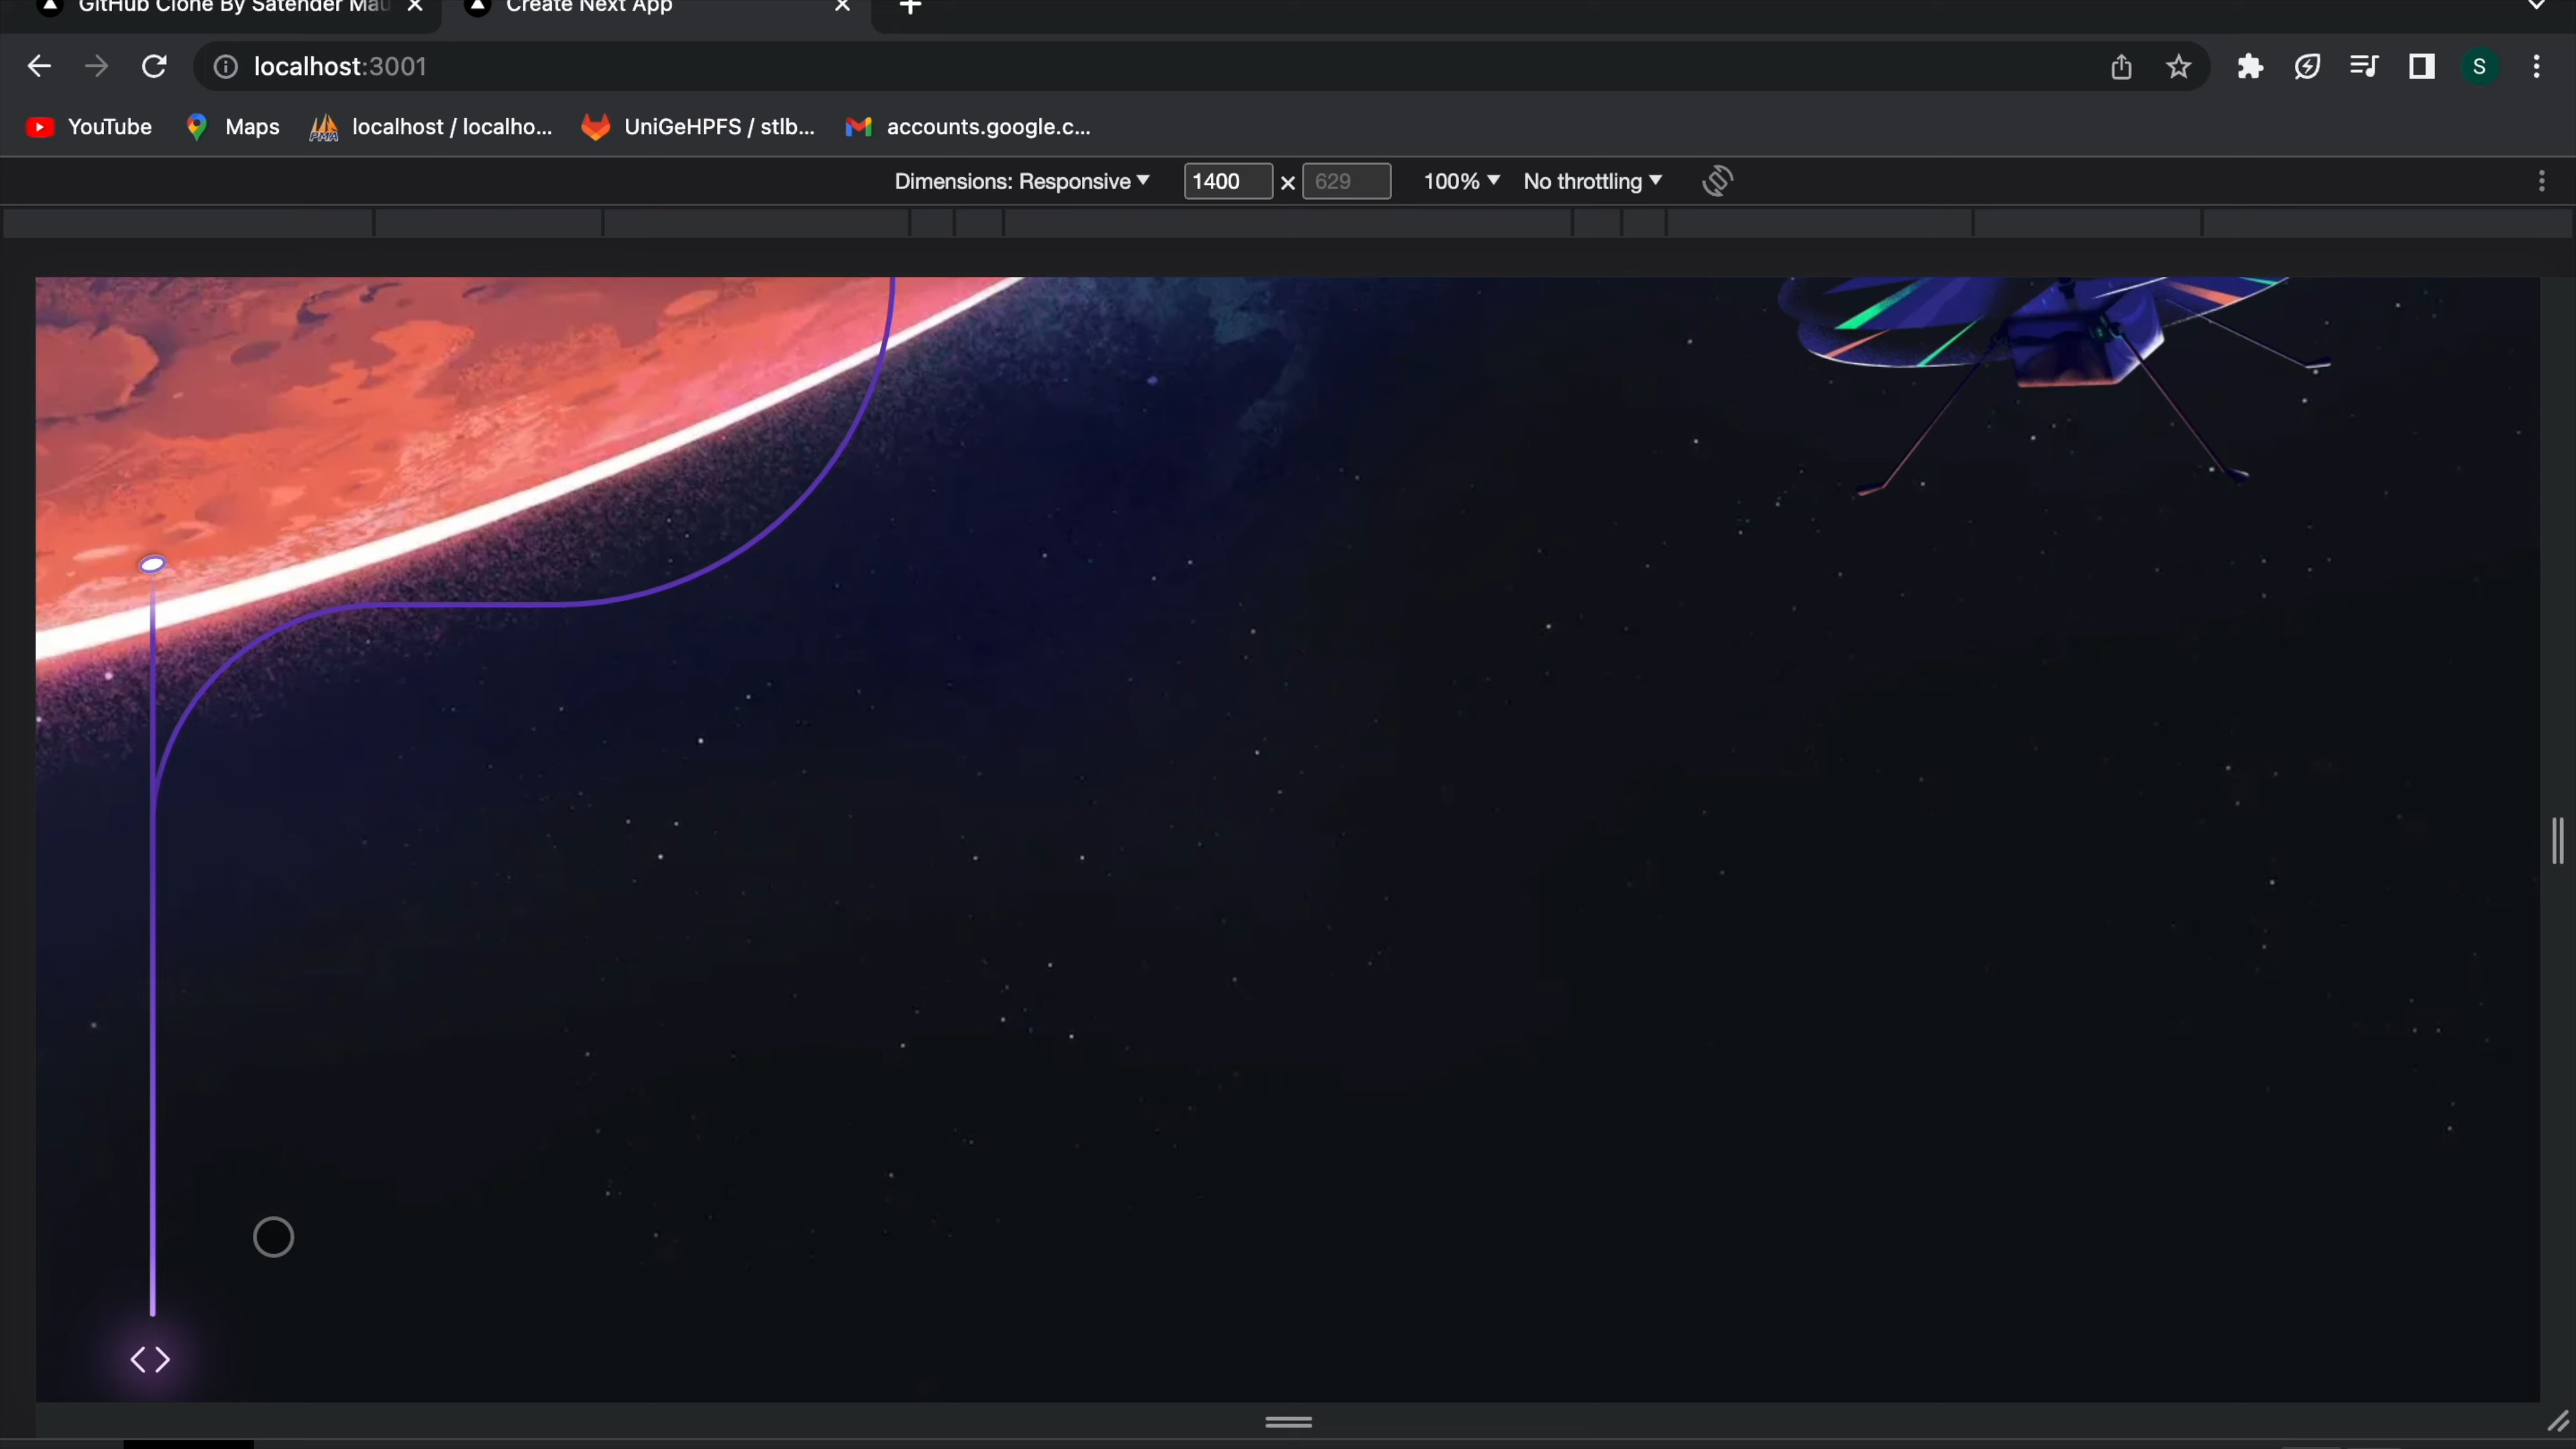 GitHub Clone By Satender Mau
Create Next App
localhost:3001
S
YouTube
Maps
localhost / localho...
UniGeHPFS / stlb...
accounts.google.c...
Dimensions: Responsive
1400 × 629
100%
No throttling